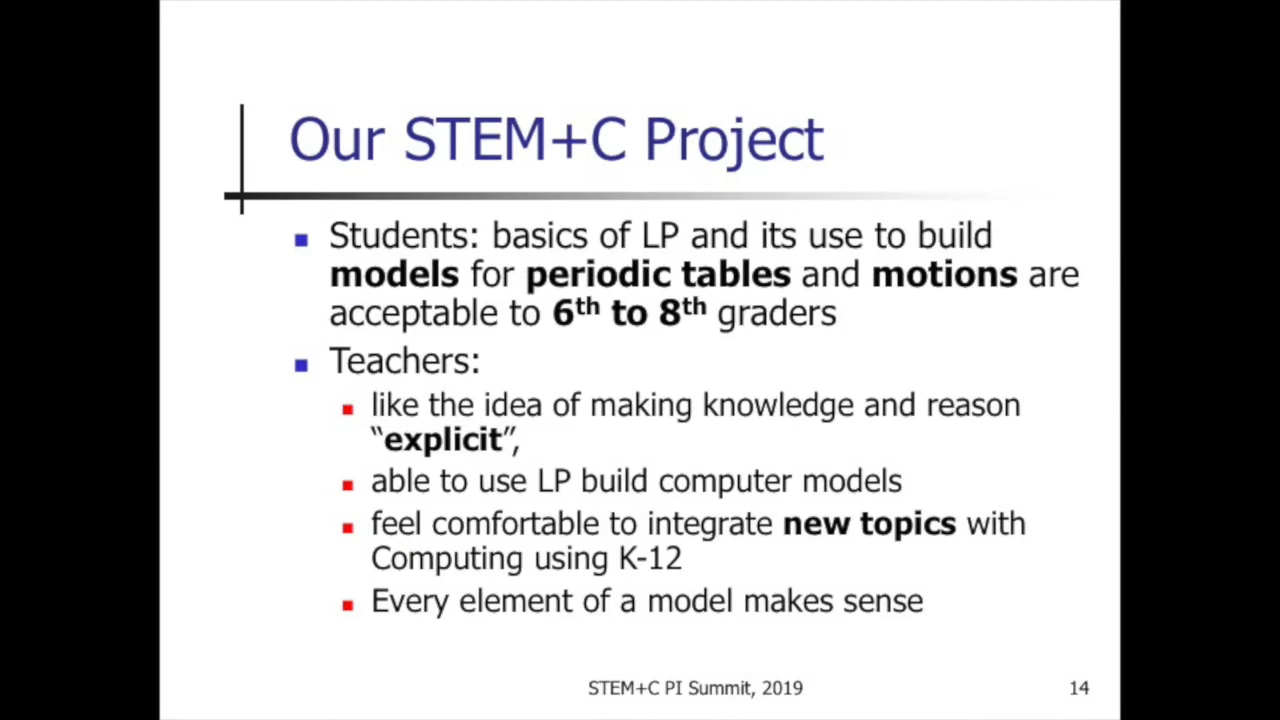 Our STEM+C Project
Students: basics of LP and its use to build
models for periodic tables and motions are
acceptable to 6th to 8th graders
Teachers:
like the idea of making knowledge and reason
“explicit”,
able to use LP build computer models
feel comfortable to integrate new topics with
Computing using K-12
Every element of a model makes sense
STEM+C PI Summit, 2019
14